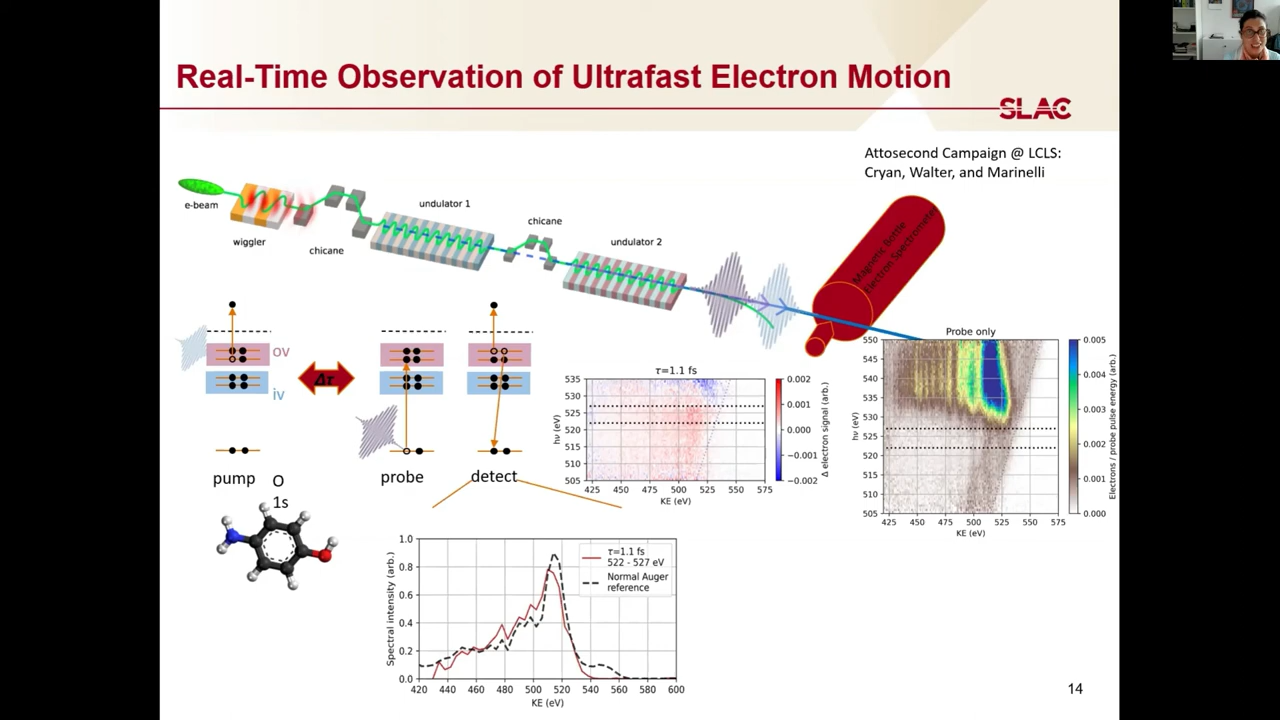 Real-Time Observation of Ultrafast Electron Motion
SLAC
Attosecond Campaign @ LCLS:
Cryan, Walter, and Marinelli
e-beam
wiggler
chicane
undulator 1
chicane
undulator 2
Magnetic Bottle
Electron Spectrometer
ov
iv
Δτ
pump
O
1s
probe
detect
τ=1.1 fs
535
530
525
520
515
510
505
hν (eV)
425 450 475 500 525 550 575
KE (eV)
0.002
0.001
0.000
−0.001
−0.002
Δ electron signal (arb.)
Probe only
550
545
540
535
530
525
520
515
510
505
hν (eV)
425 450 475 500 525 550 575
KE (eV)
0.005
0.004
0.003
0.002
0.001
0.000
Electrons / probe pulse energy (arb.)
1.0
0.8
0.6
0.4
0.2
0.0
Spectral intensity (arb.)
τ=1.1 fs
522 - 527 eV
Normal Auger
reference
420 440 460 480 500 520 540 560 580 600
KE (eV)
14